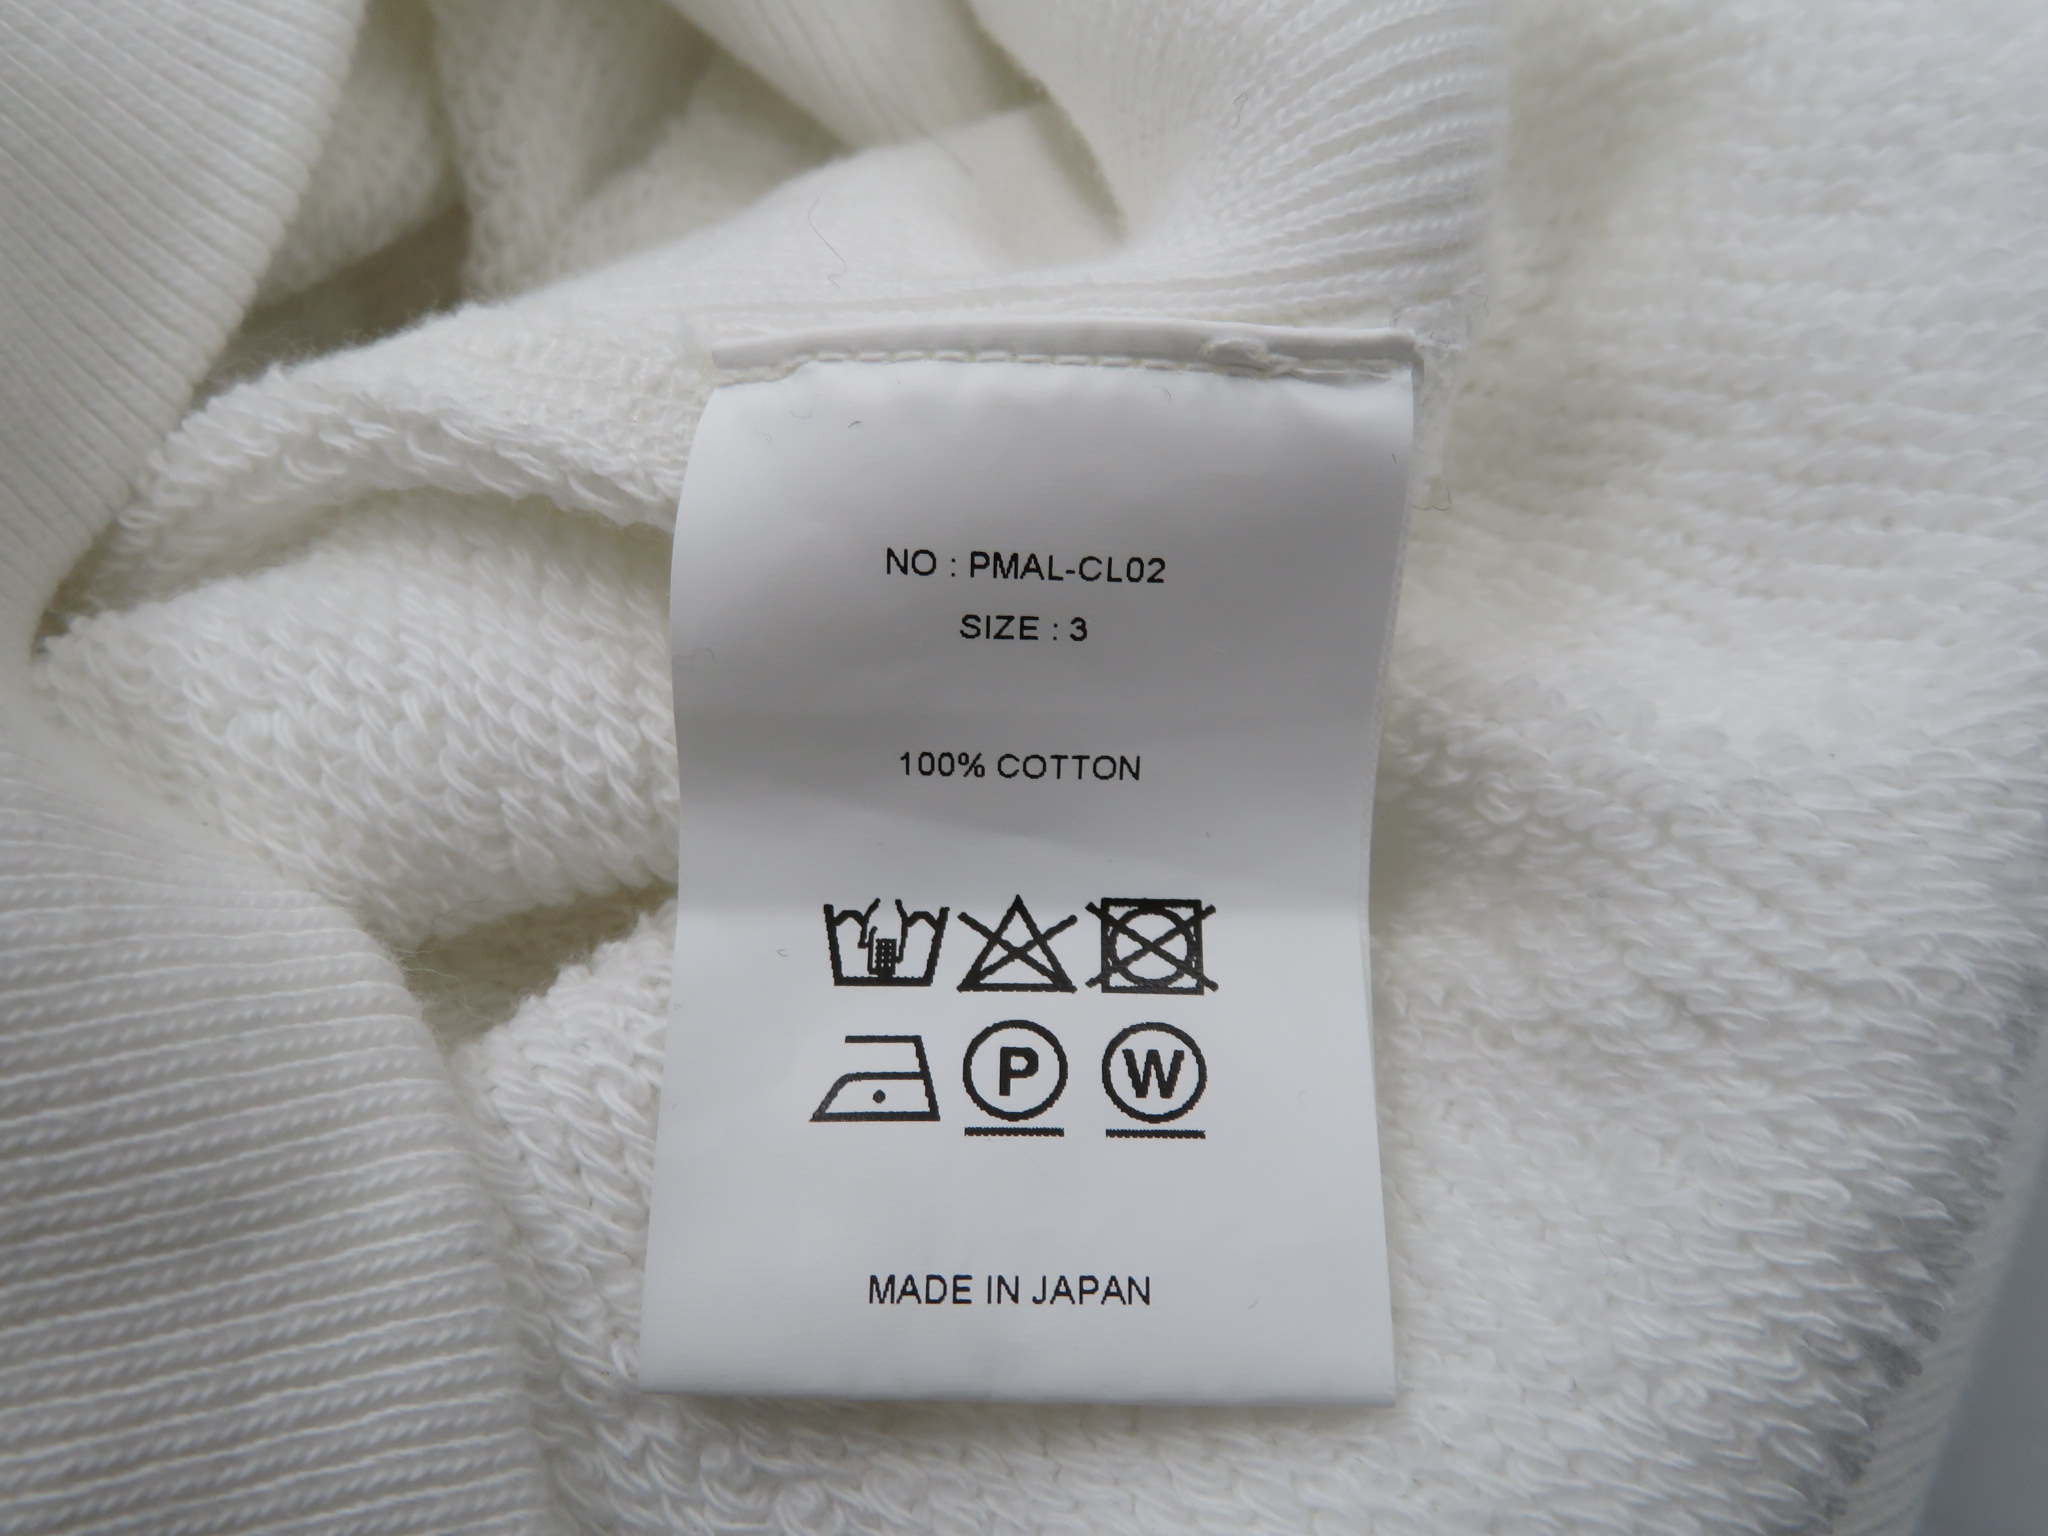 NO : PMAL-CL02
SIZE : 3
100% COTTON
P W
MADE IN JAPAN